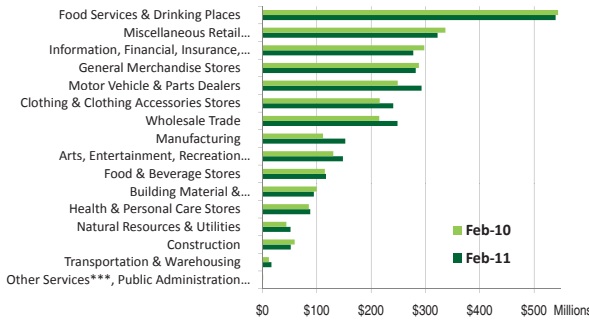 Food Services & Drinking Places
Miscellaneous Retail...
Information, Financial, Insurance,...
General Merchandise Stores
Motor Vehicle & Parts Dealers
Clothing & Clothing Accessories Stores
Wholesale Trade
Manufacturing
Arts, Entertainment, Recreation...
Food & Beverage Stores
Building Material &...
Health & Personal Care Stores
Natural Resources & Utilities
Construction
Transportation & Warehousing
Other Services***, Public Administration...
Feb-10
Feb-11
$0 $100 $200 $300 $400 $500 Millions